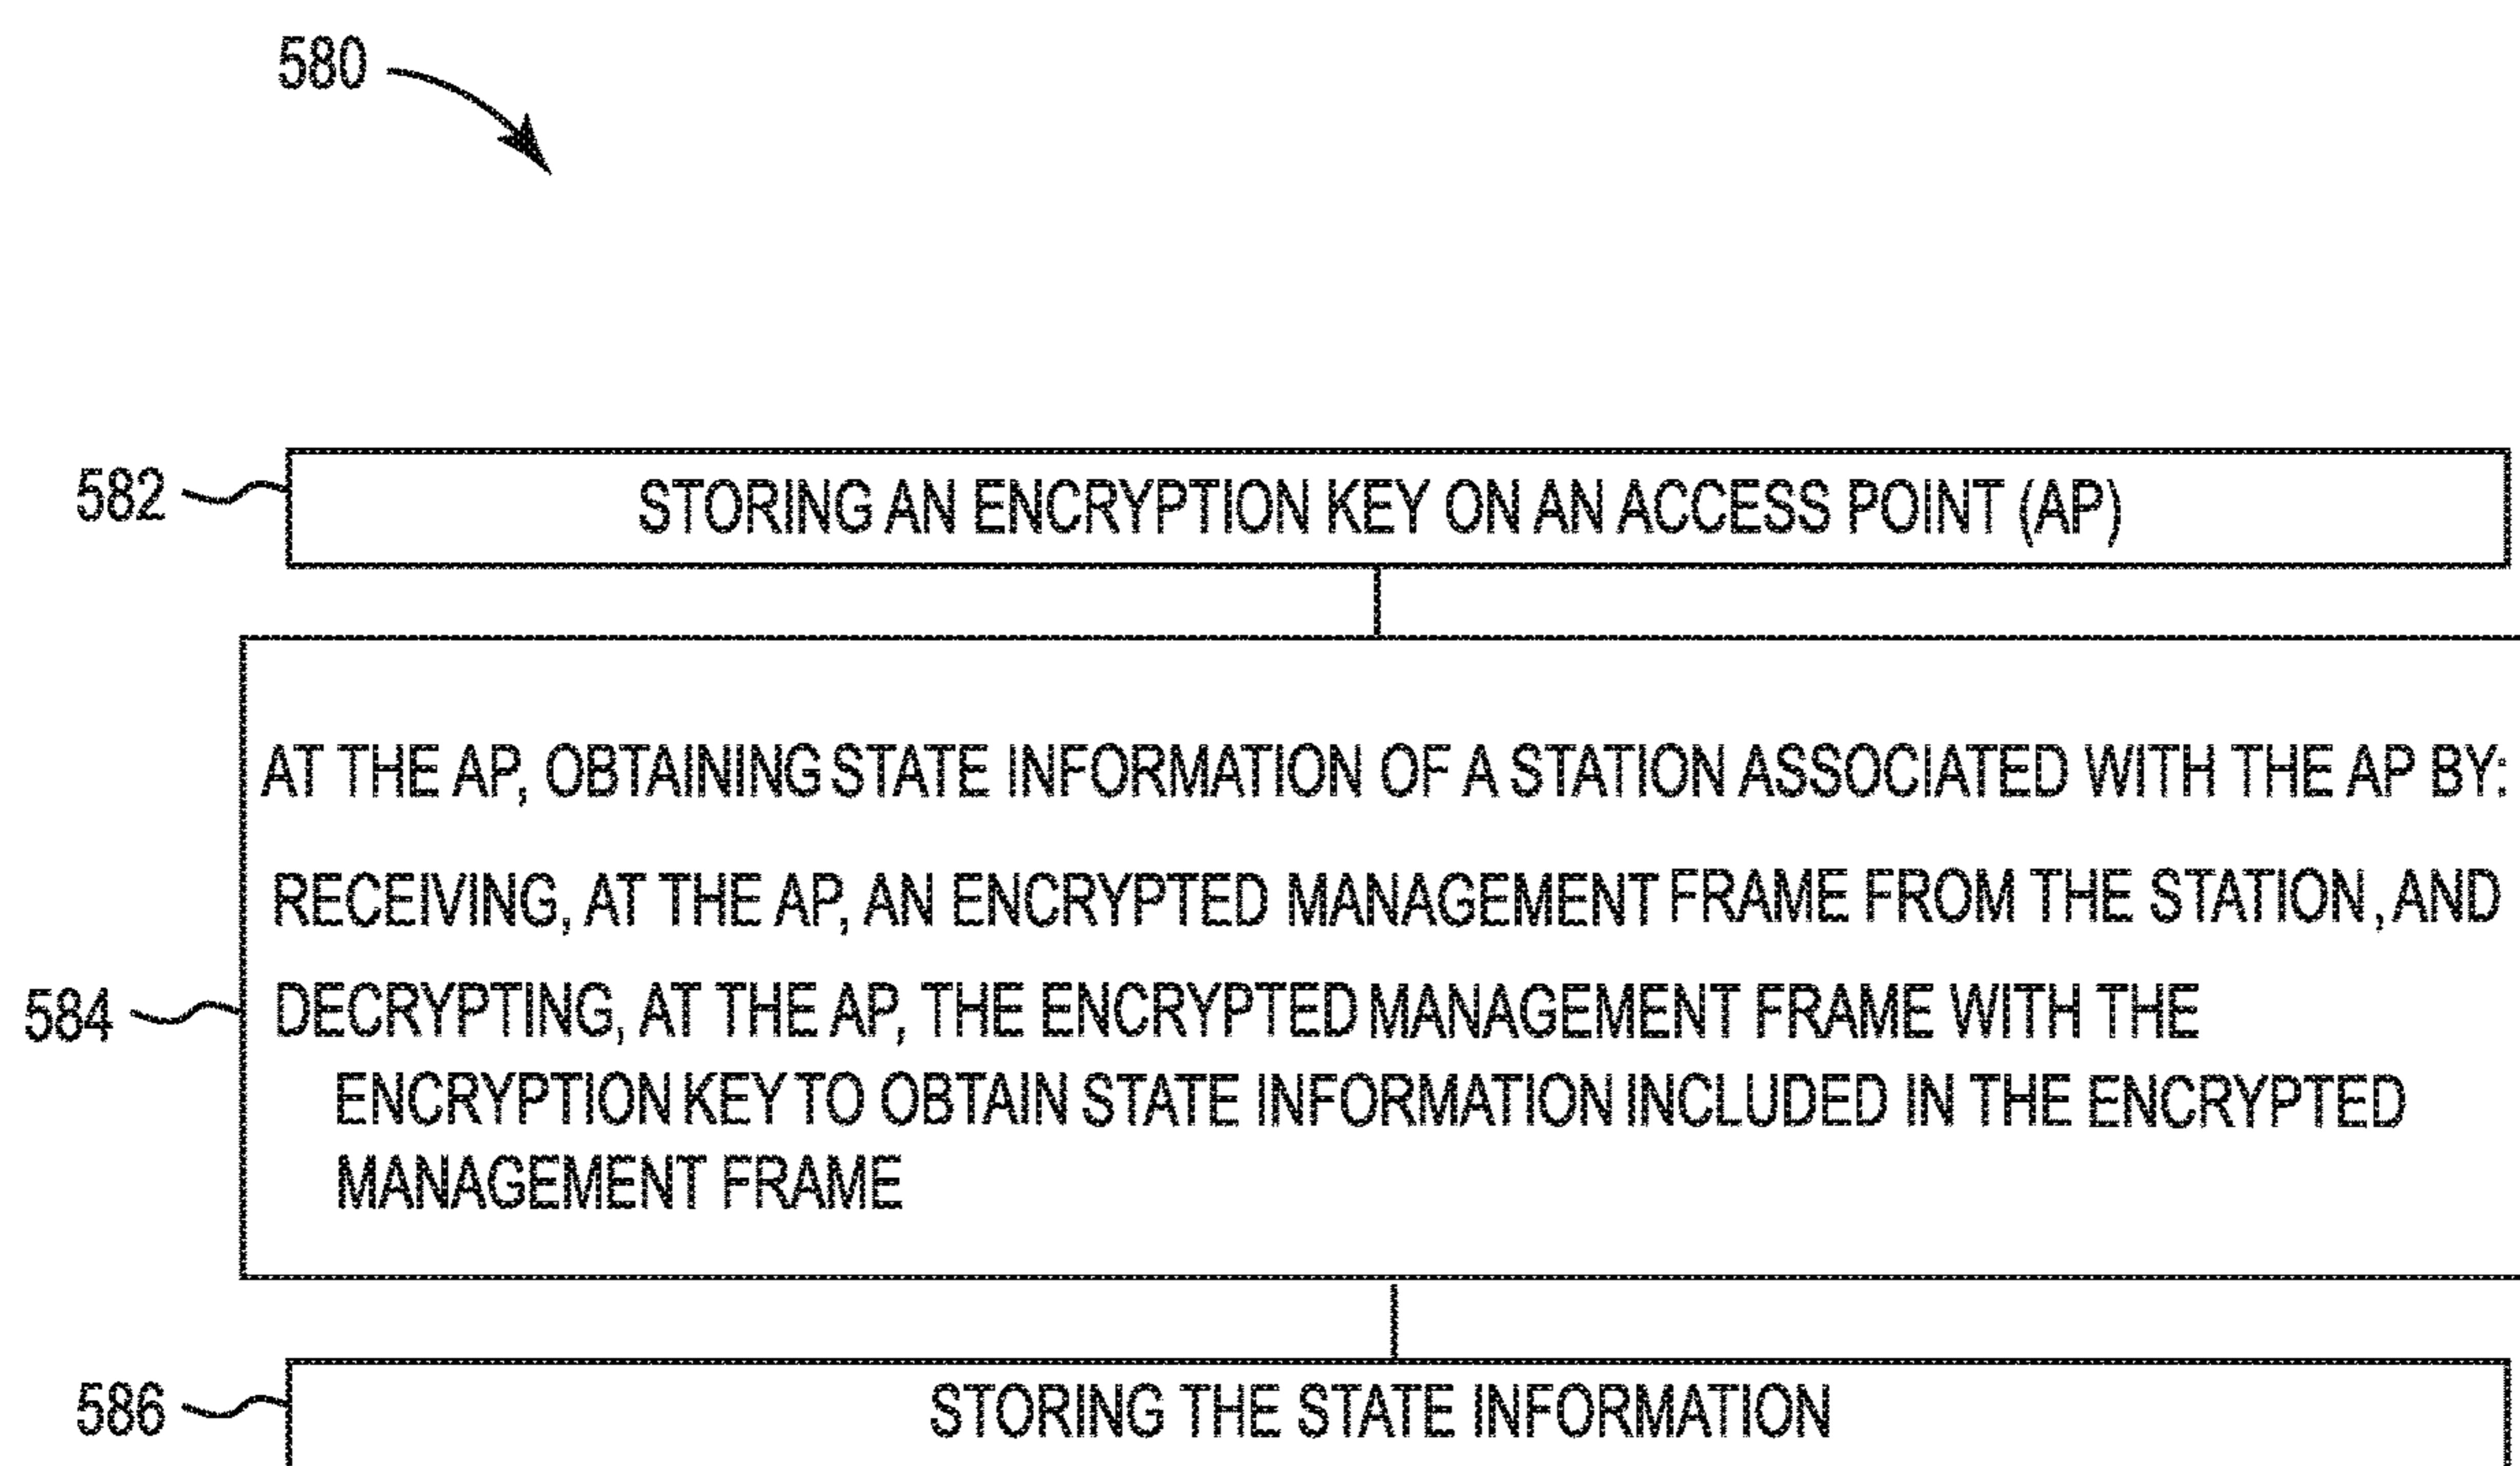 580
582
STORING AN ENCRYPTION KEY ON AN ACCESS POINT (AP)
AT THE AP, OBTAINING STATE INFORMATION OF A STATION ASSOCIATED WITH THE AP BY:
RECEIVING, AT THE AP, AN ENCRYPTED MANAGEMENT FRAME FROM THE STATION, AND
584
DECRYPTING, AT THE AP, THE ENCRYPTED MANAGEMENT FRAME WITH THE
ENCRYPTION KEY TO OBTAIN STATE INFORMATION INCLUDED IN THE ENCRYPTED
MANAGEMENT FRAME
586
STORING THE STATE INFORMATION